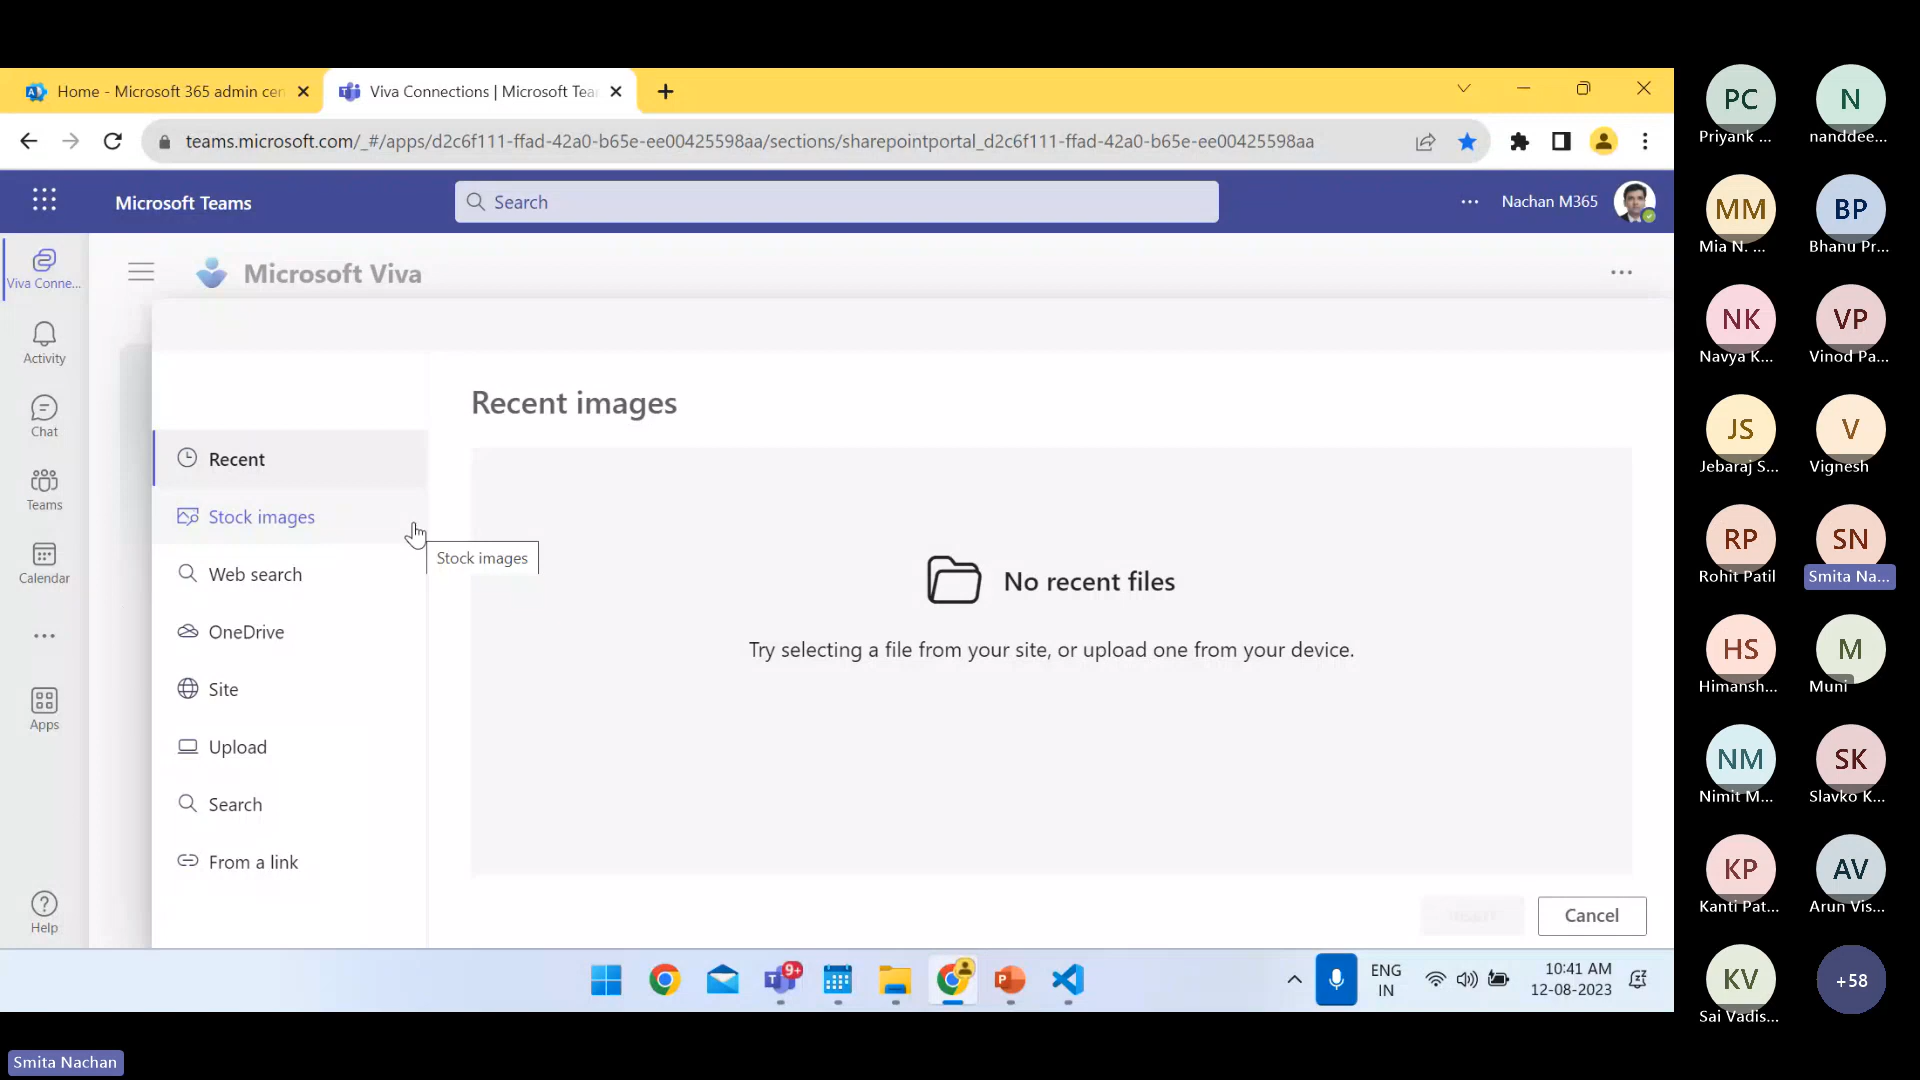 Home - Microsoft 365 admin cen
Viva Connections | Microsoft Tea
teams.microsoft.com/_#/apps/d2c6f111-ffad-42a0-b65e-ee00425598aa/sections/sharepointportal_d2c6f111-ffad-42a0-b65e-ee00425598aa
Microsoft Teams
Search
Nachan M365
Viva Conne...
Activity
Chat
Teams
Calendar
Apps
Help
Microsoft Viva
Recent
Stock images
Web search
OneDrive
Site
Upload
Search
From a link
Recent images
Stock images
No recent files
Try selecting a file from your site, or upload one from your device.
Cancel
9+
ENG
IN
10:41 AM
12-08-2023
PC
Priyank ...
N
nanddee...
MM
Mia N. ...
BP
Bhanu Pr...
NK
Navya K...
VP
Vinod Pa...
JS
Jebaraj S...
V
Vignesh
RP
Rohit Patil
SN
Smita Na...
HS
Himansh...
M
Muni
NM
Nimit M...
SK
Slavko K...
KP
Kanti Pat...
AV
Arun Vis...
KV
Sai Vadis...
+58
Smita Nachan